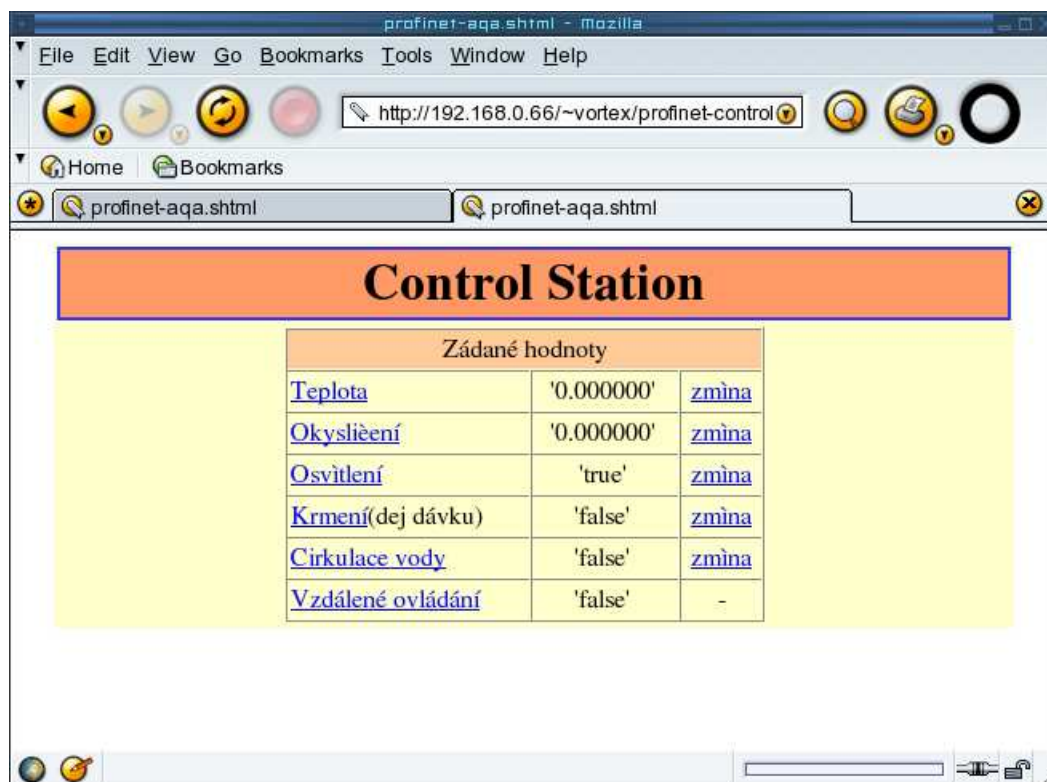 profinet-aqa.shtml - Mozilla
File Edit View Go Bookmarks Tools Window Help
http://192.168.0.66/~vortex/profinet-control
Home Bookmarks
profinet-aqa.shtml profinet-aqa.shtml
Control Station
Zádané hodnoty
Teplota '0.000000' zmìna
Okyslièení '0.000000' zmìna
Osvìtlení 'true' zmìna
Krmení(dej dávku) 'false' zmìna
Cirkulace vody 'false' zmìna
Vzdálené ovládání 'false' -